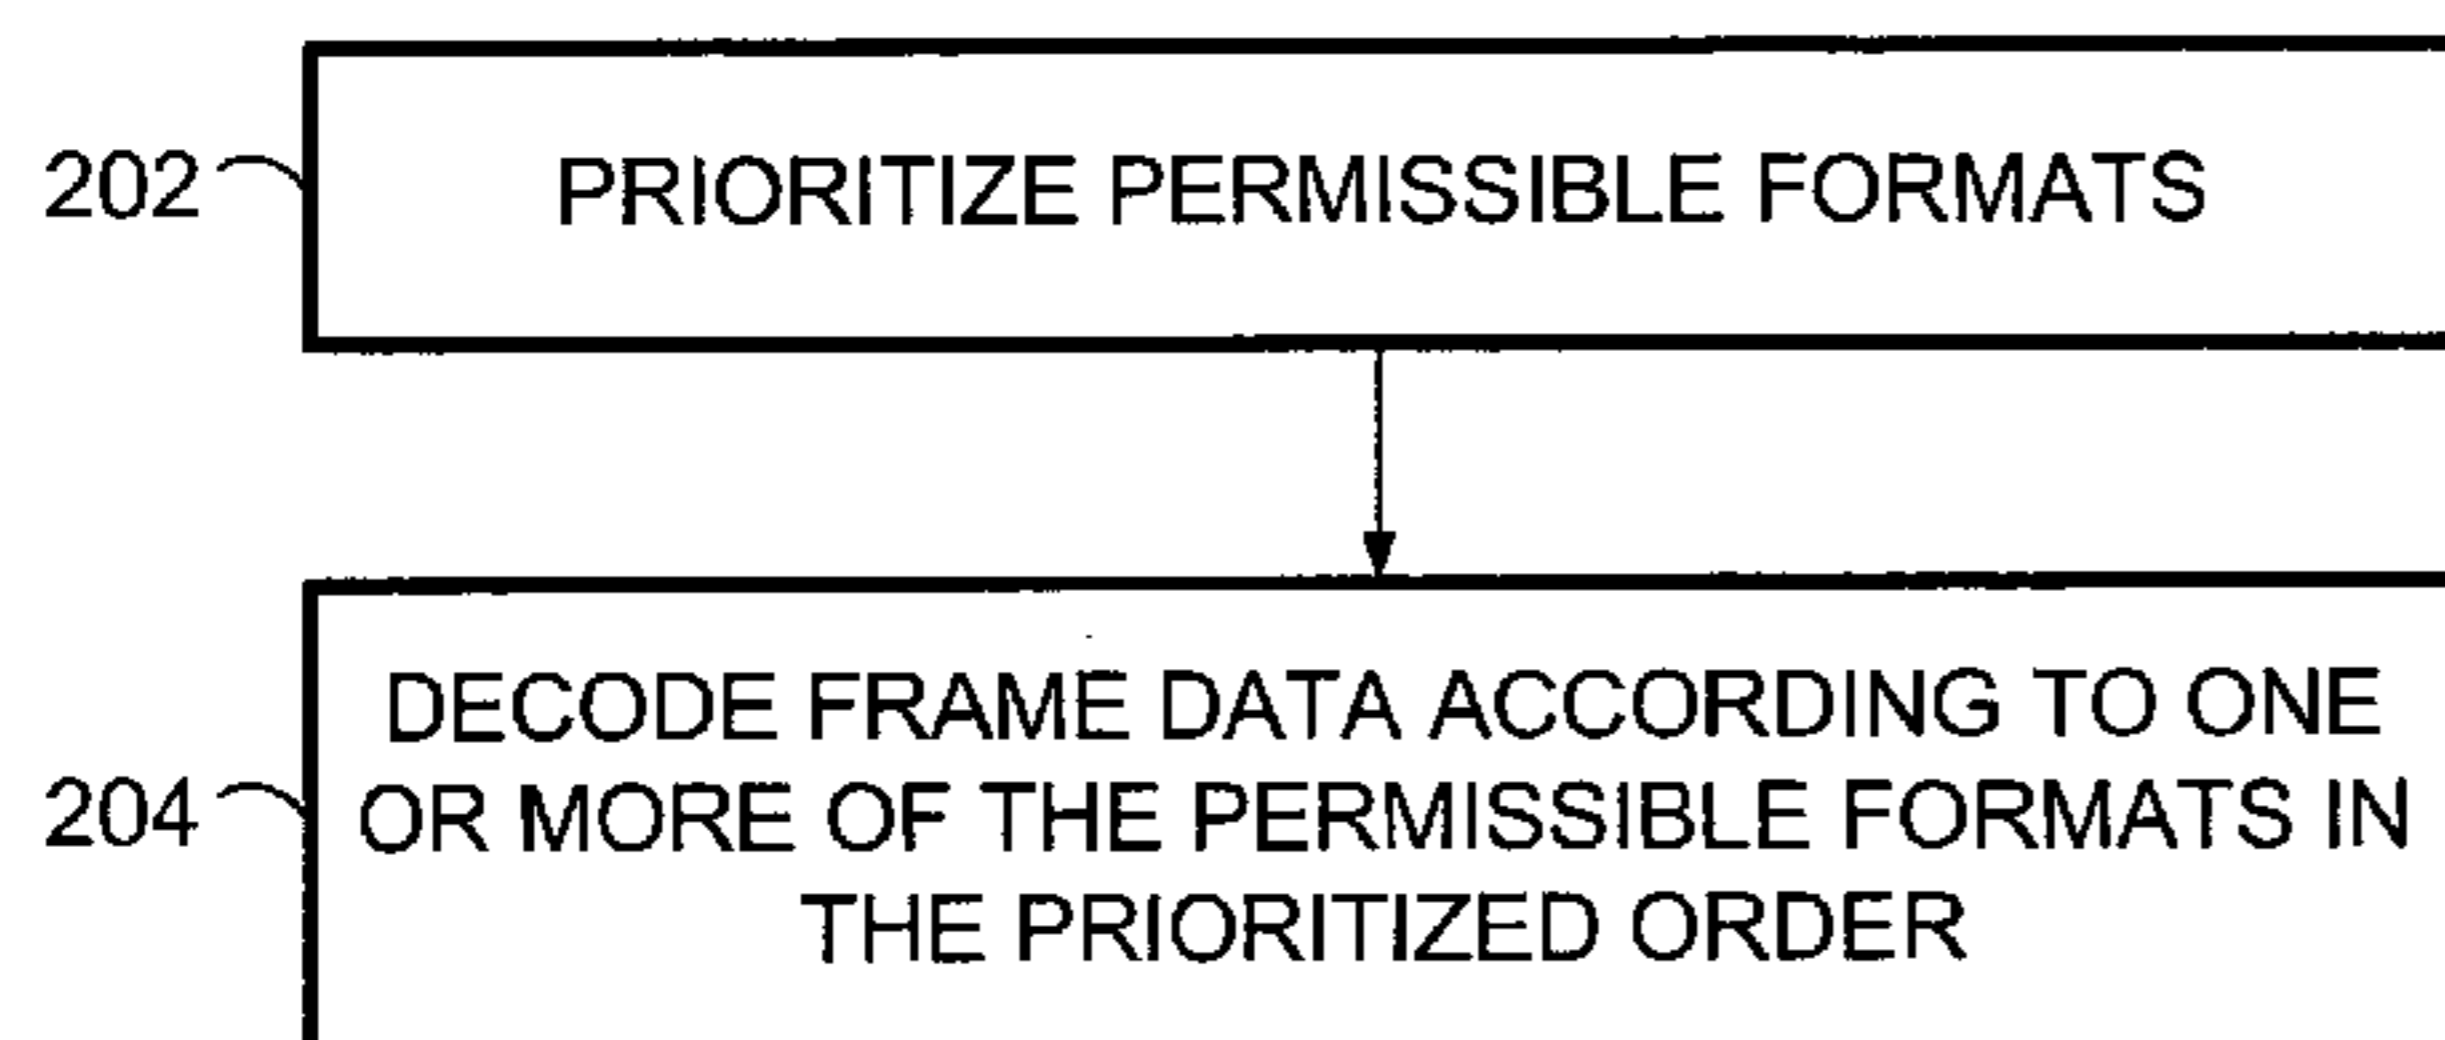 202
PRIORITIZE PERMISSIBLE FORMATS
DECODE FRAME DATA ACCORDING TO ONE
204
OR MORE OF THE PERMISSIBLE FORMATS IN
THE PRIORITIZED ORDER